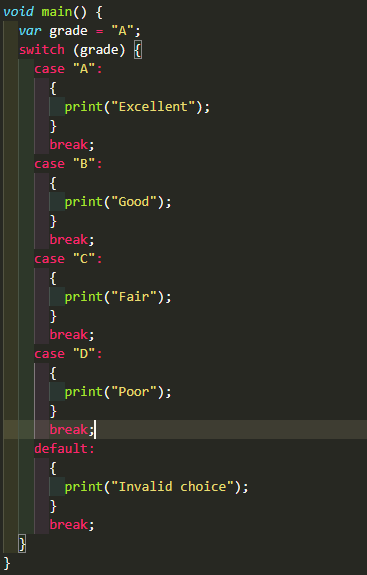 void main() {
  var grade = "A";
  switch (grade) {
    case "A":
      {
        print("Excellent");
      }
      break;
    case "B":
      {
        print("Good");
      }
      break;
    case "C":
      {
        print("Fair");
      }
      break;
    case "D":
      {
        print("Poor");
      }
      break;
    default:
      {
        print("Invalid choice");
      }
      break;
  }
}